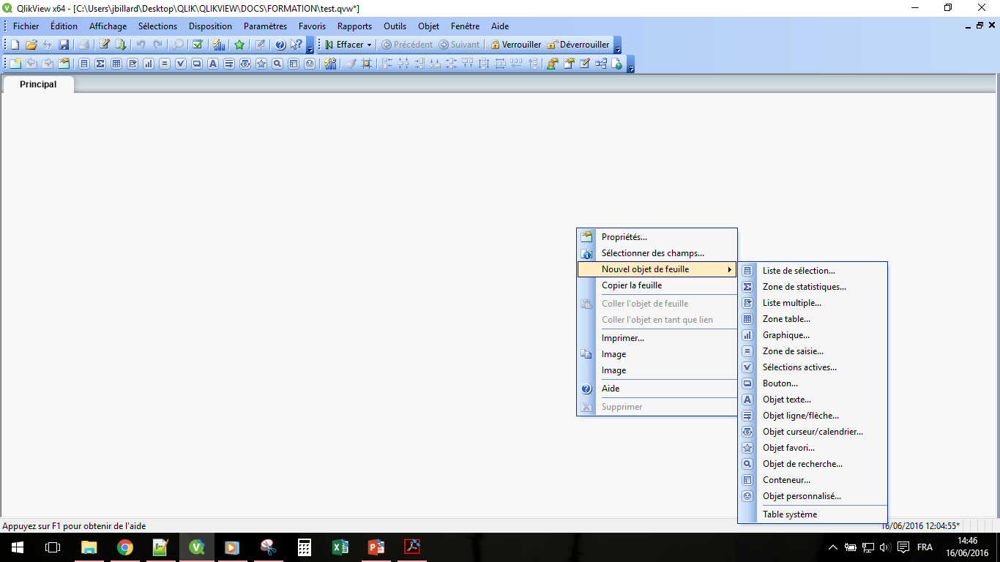 QlikView x64 - [C:\Users\jbillard\Desktop\QLIK\QLIKVIEW\DOCS\FORMATION\test.qvw*]
Fichier Édition Affichage Sélections Disposition Paramètres Favoris Rapports Outils Objet Fenêtre Aide
Effacer Précédent Suivant Verrouiller Déverrouiller
Principal
Propriétés...
Sélectionner des champs...
Nouvel objet de feuille
Copier la feuille
Coller l'objet de feuille
Coller l'objet en tant que lien
Imprimer...
Image
Image
Aide
Supprimer
Liste de sélection...
Zone de statistiques...
Liste multiple...
Zone table...
Graphique...
Zone de saisie...
Sélections actives...
Bouton...
Objet texte...
Objet ligne/flèche...
Objet curseur/calendrier...
Objet favori...
Objet de recherche...
Conteneur...
Objet personnalisé...
Table système
Appuyez sur F1 pour obtenir de l'aide
16/06/2016 12:04:55*
FRA
14:46
16/06/2016